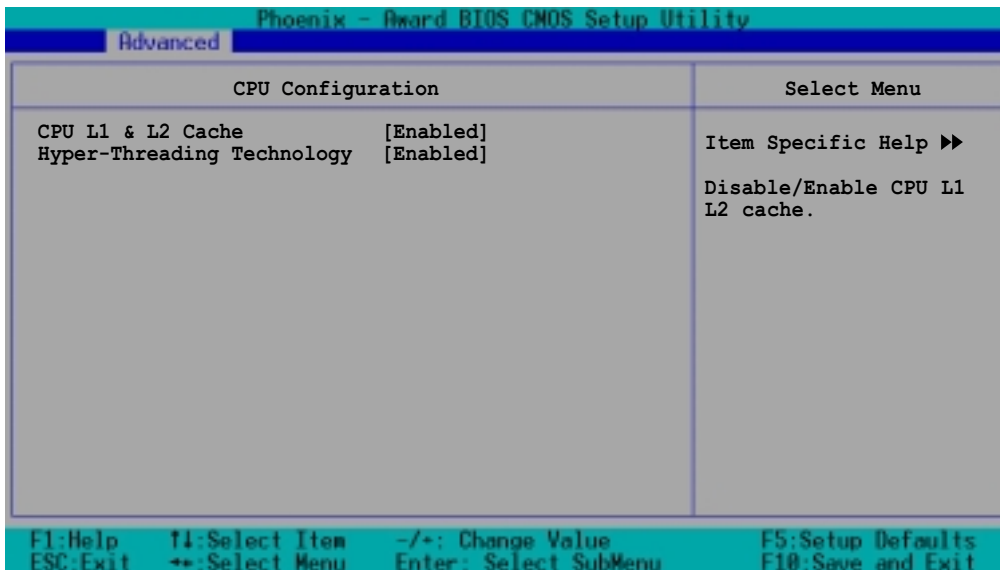 Phoenix - Award BIOS CMOS Setup Utility
Advanced
CPU Configuration
Select Menu
CPU L1 & L2 Cache [Enabled]
Hyper-Threading Technology [Enabled]
Item Specific Help ▶▶
Disable/Enable CPU L1
L2 cache.
F1:Help ↑↓:Select Item -/+: Change Value F5:Setup Defaults
ESC:Exit ←→:Select Menu Enter: Select SubMenu F10:Save and Exit